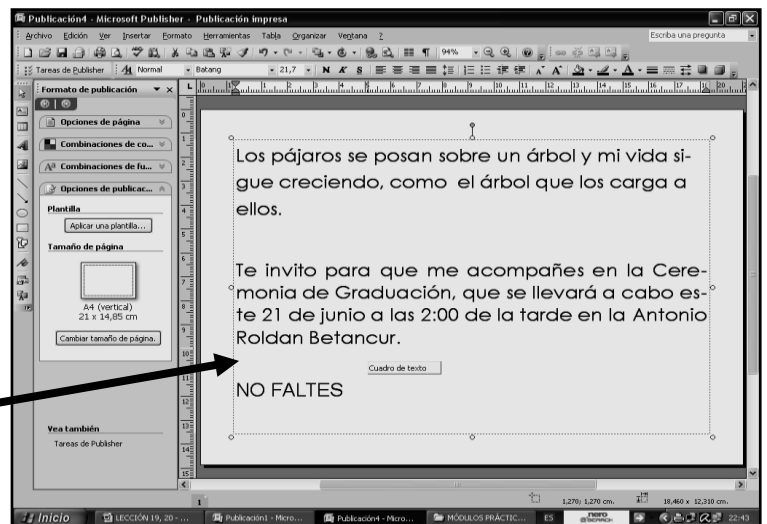 Publicación4 - Microsoft Publisher - Publicación impresa
Archivo Edición Ver Insertar Formato Herramientas Tabla Organizar Ventana ? Escriba una pregunta
94%
Tareas de Publisher Normal Batang 21,7 N K S
Formato de publicación
Opciones de página
Combinaciones de co...
Combinaciones de fu...
Opciones de publicac...
Plantilla
Aplicar una plantilla...
Tamaño de página
A4 (vertical)
21 x 14,85 cm
Cambiar tamaño de página.
Vea también
Tareas de Publisher
Los pájaros se posan sobre un árbol y mi vida si-
gue creciendo, como el árbol que los carga a
ellos.
Te invito para que me acompañes en la Cere-
monia de Graduación, que se llevará a cabo es-
te 21 de junio a las 2:00 de la tarde en la Antonio
Roldan Betancur.
Cuadro de texto
NO FALTES
1
1,270; 1,270 cm. 18,460 x 12,310 cm.
Inicio LECCIÓN 19, 20 - ... Publicación1 - Micro... Publicación4 - Micro... MÓDULOS PRÁCTIC... ES nero SEARCH 22:43